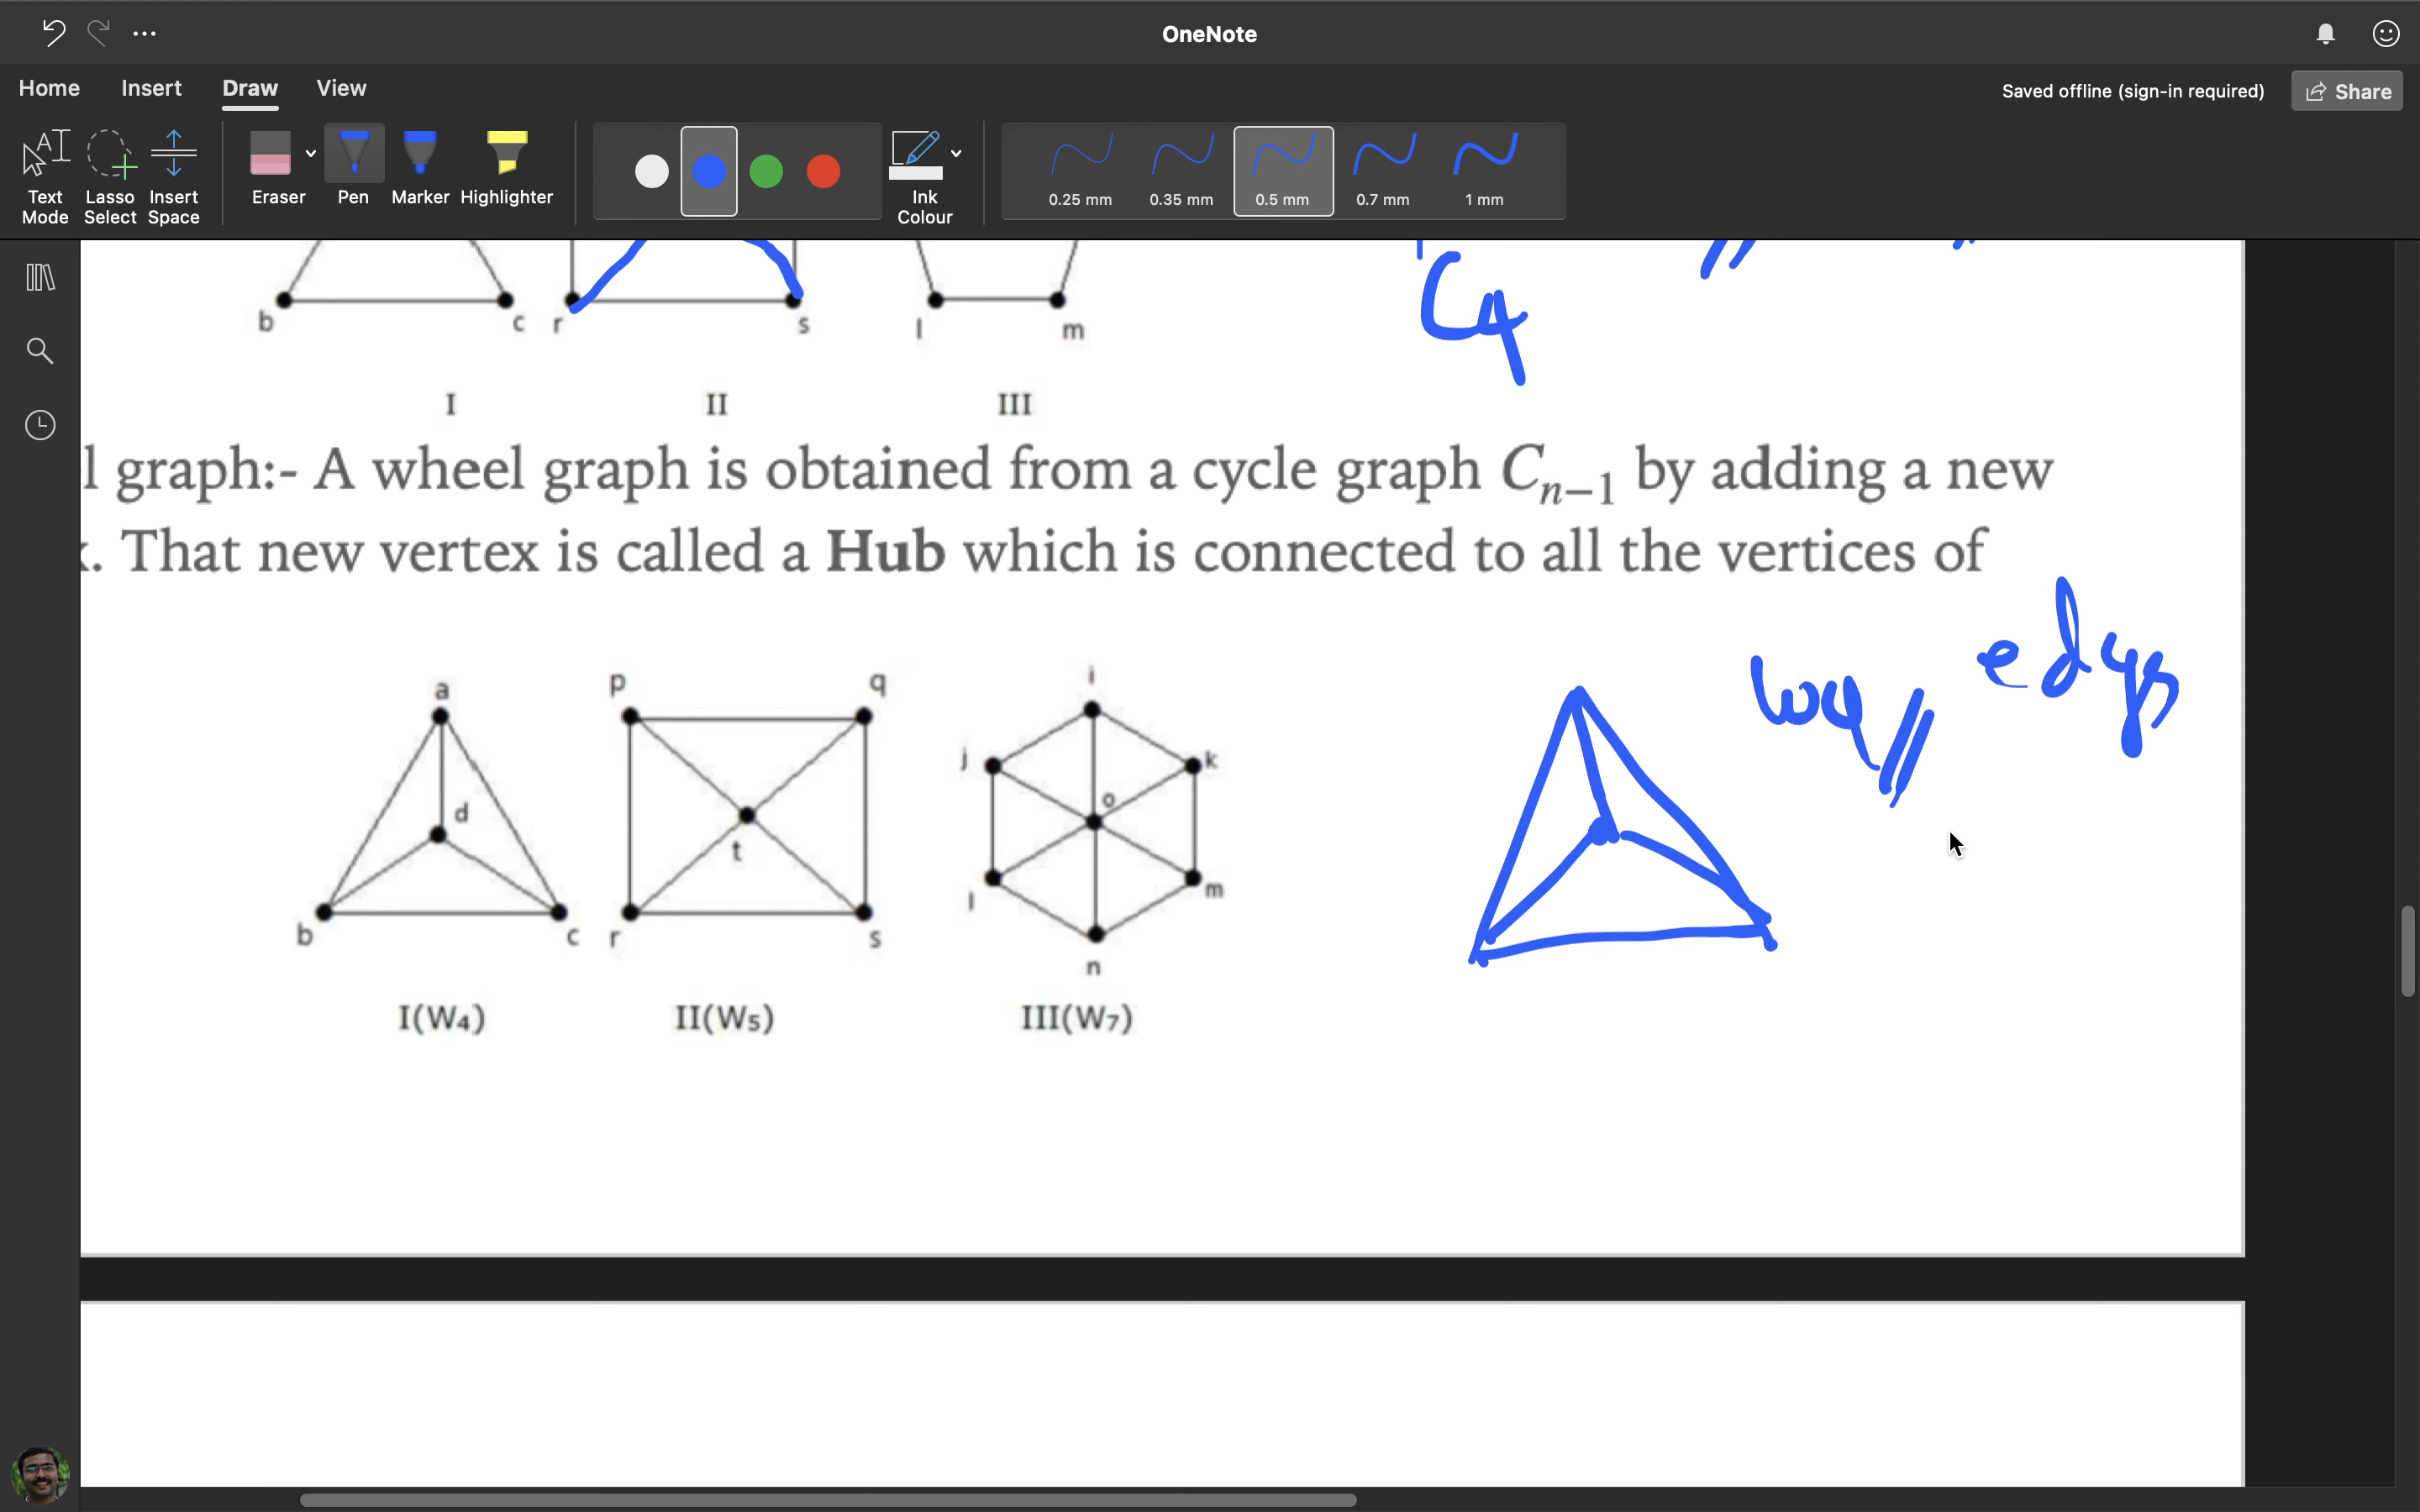 OneNote
Home Insert Draw View
Saved offline (sign-in required) Share
Text Mode
Lasso Select
Insert Space
Eraser
Pen
Marker
Highlighter
Ink Colour
0.25 mm 0.35 mm 0.5 mm 0.7 mm 1 mm
C4
b c r s l m
I II III
l graph:- A wheel graph is obtained from a cycle graph Cn−1 by adding a new
. That new vertex is called a Hub which is connected to all the vertices of
a p q i
j k
d o
t
l m
b c r s
n
I(W4) II(W5) III(W7)